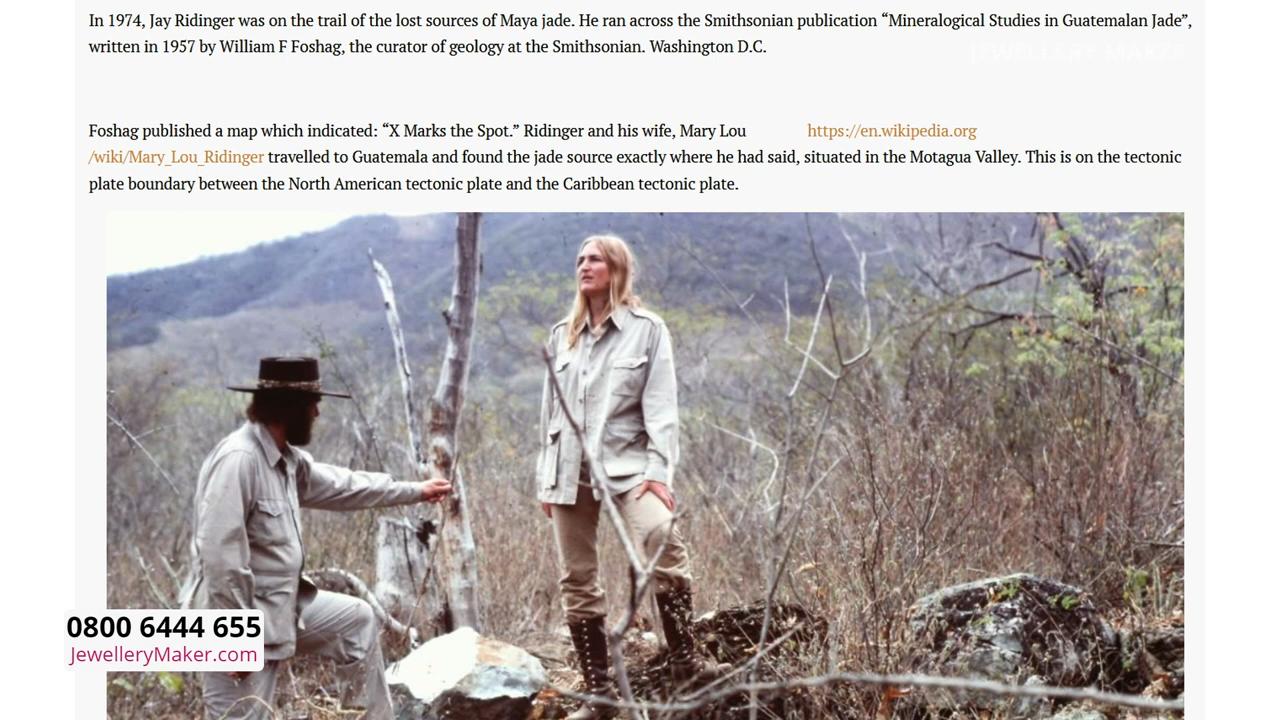 In 1974, Jay Ridinger was on the trail of the lost sources of Maya jade. He ran across the Smithsonian publication “Mineralogical Studies in Guatemalan Jade”,
written in 1957 by William F Foshag, the curator of geology at the Smithsonian. Washington D.C.
JEWELLERY MAKER
Foshag published a map which indicated: “X Marks the Spot.” Ridinger and his wife, Mary Lou https://en.wikipedia.org
/wiki/Mary_Lou_Ridinger travelled to Guatemala and found the jade source exactly where he had said, situated in the Motagua Valley. This is on the tectonic
plate boundary between the North American tectonic plate and the Caribbean tectonic plate.
0800 6444 655
JewelleryMaker.com